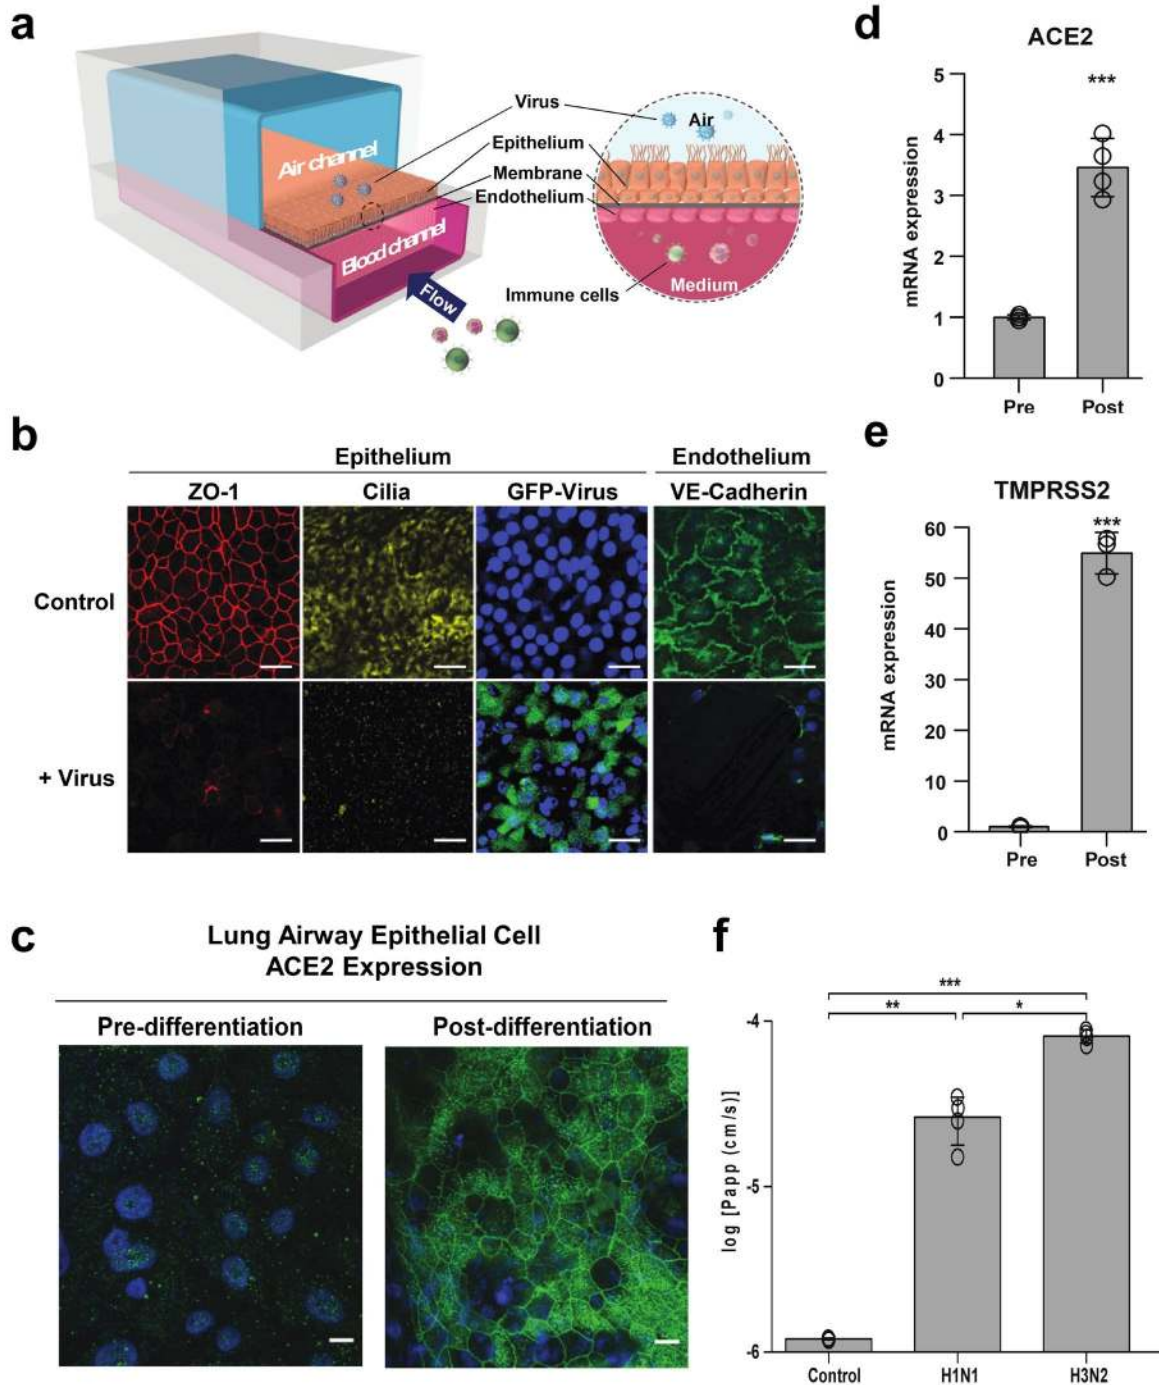 a
Air channel
Blood channel
Flow
Virus
Epithelium
Membrane
Endothelium
Immune cells
Air
Medium
b
Epithelium
Endothelium
ZO-1
Cilia
GFP-Virus
VE-Cadherin
Control
+ Virus
c
Lung Airway Epithelial Cell
ACE2 Expression
Pre-differentiation
Post-differentiation
d
ACE2
***
mRNA expression
5
4
3
2
1
0
Pre
Post
e
TMPRSS2
***
mRNA expression
60
50
40
30
20
10
0
Pre
Post
f
***
**
*
log [Papp (cm/s)]
-4
-5
-6
Control
H1N1
H3N2